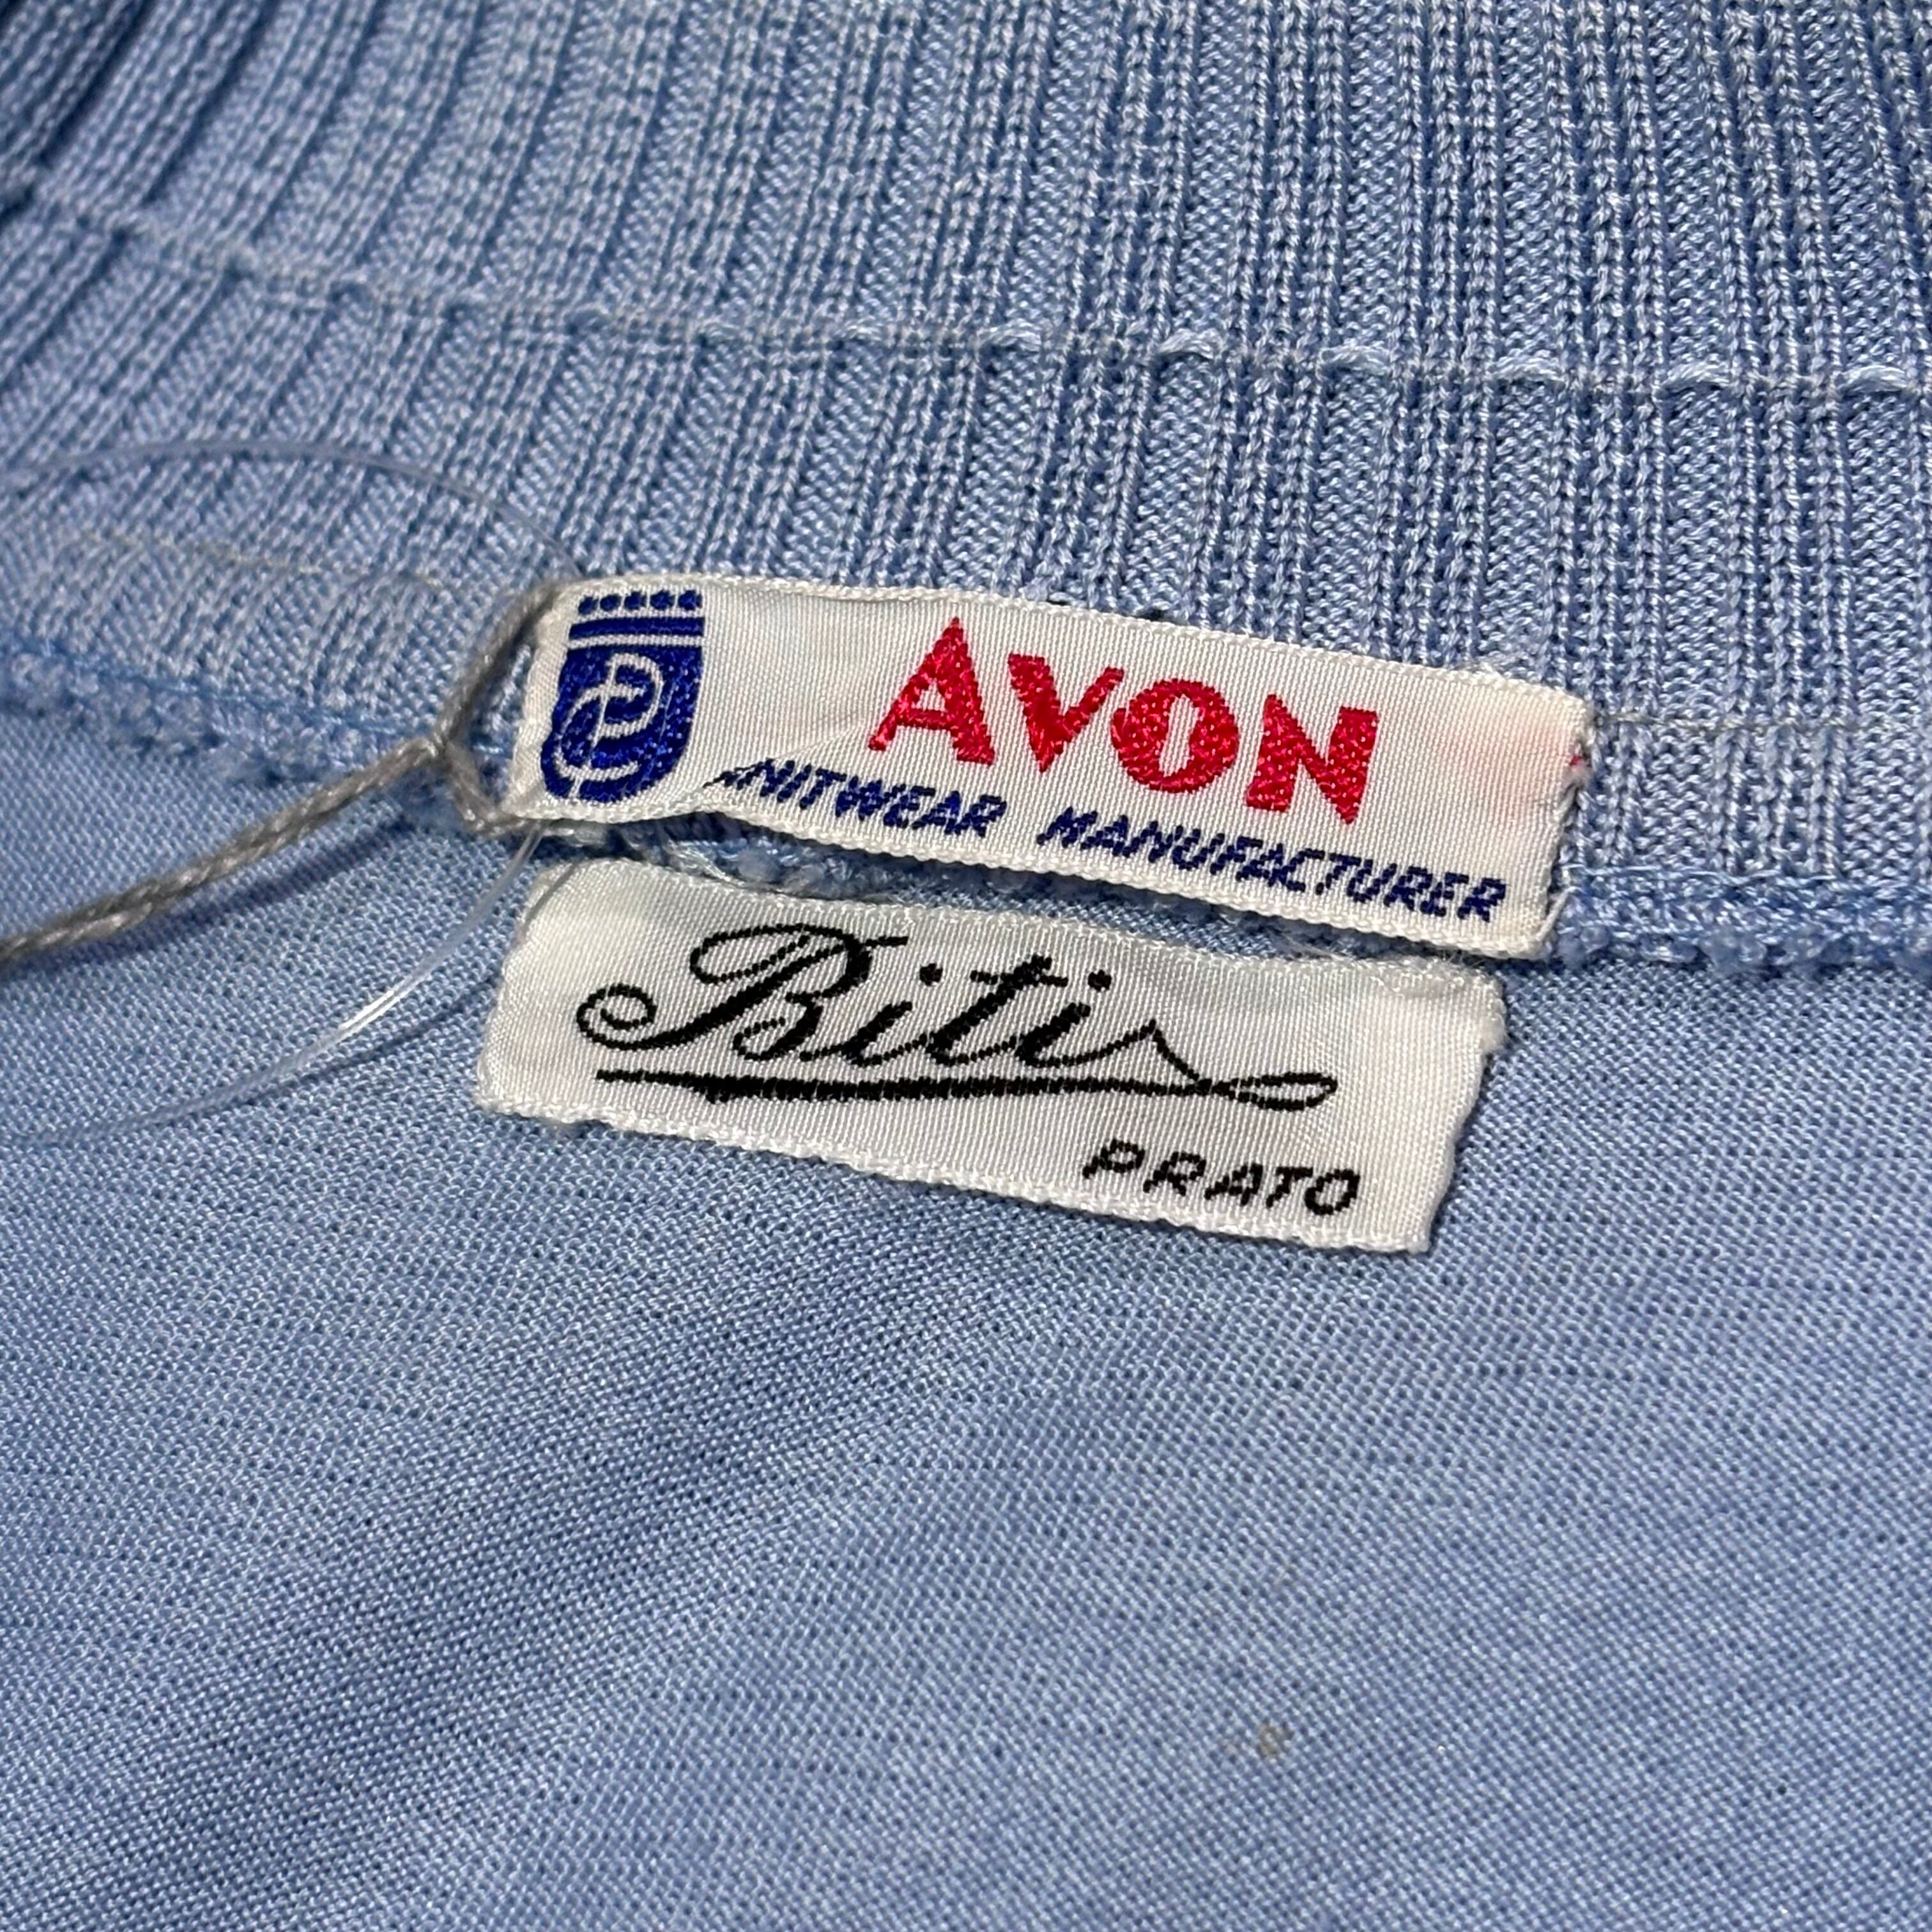 AVON
KNITWEAR MANUFACTURER
Biti
PRATO